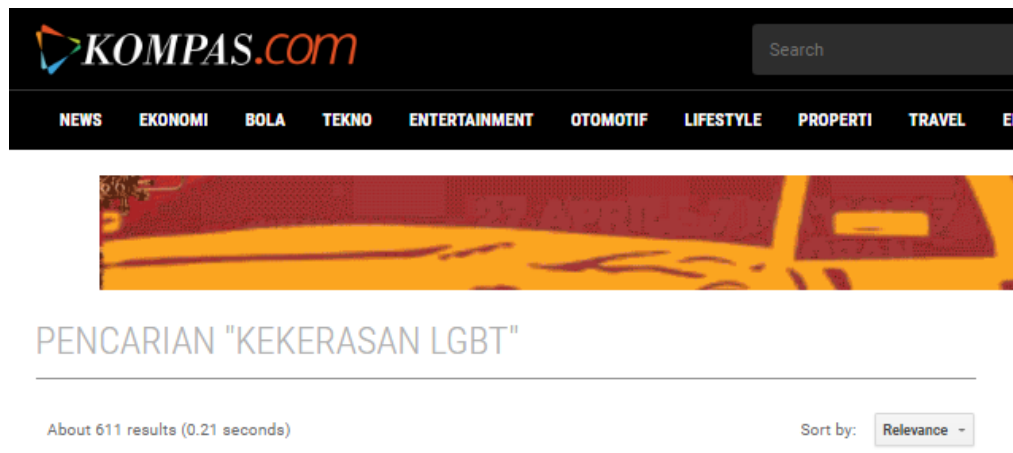 KOMPAS.com
Search
NEWS EKONOMI BOLA TEKNO ENTERTAINMENT OTOMOTIF LIFESTYLE PROPERTI TRAVEL
PENCARIAN "KEKERASAN LGBT"
About 611 results (0.21 seconds)
Sort by: Relevance